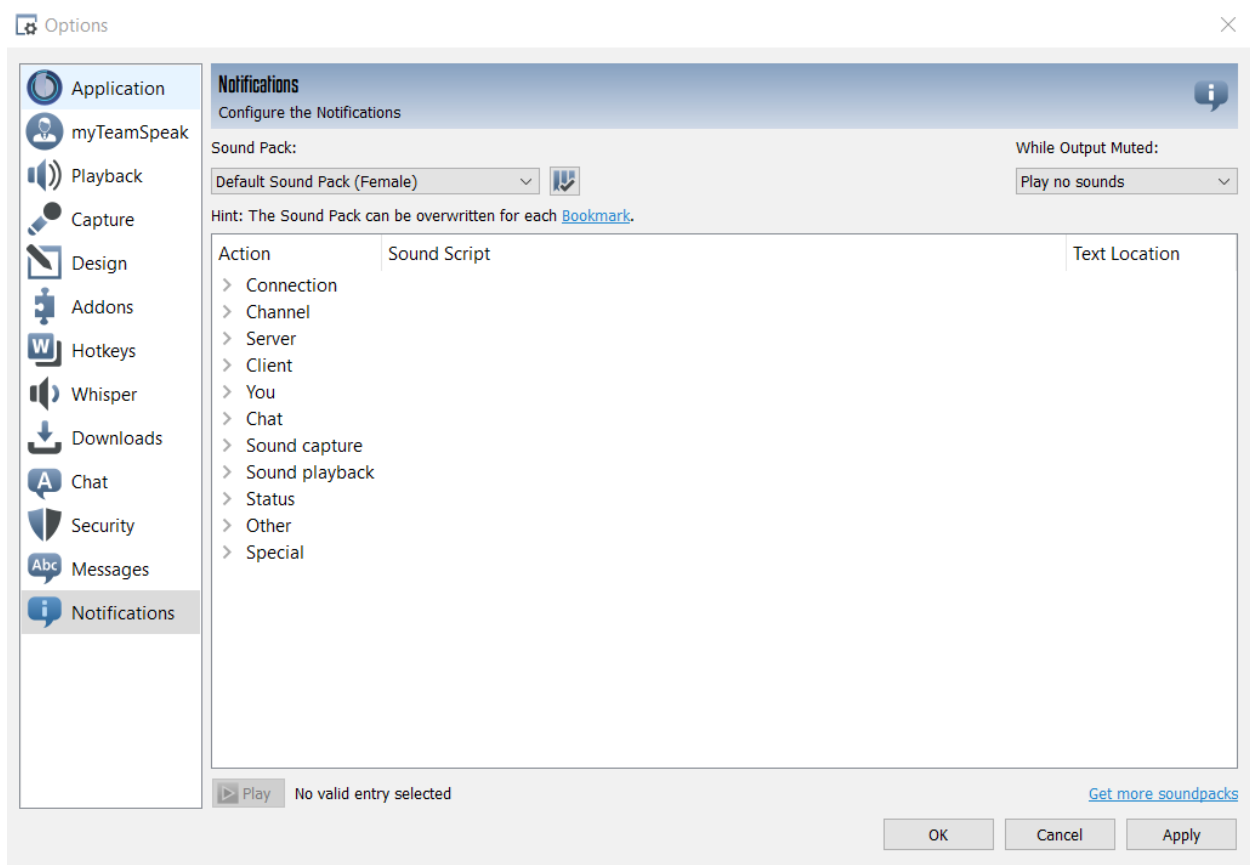 Options
Application
myTeamSpeak
Playback
Capture
Design
Addons
Hotkeys
Whisper
Downloads
Chat
Security
Messages
Notifications
Notifications
Configure the Notifications
Sound Pack:
While Output Muted:
Default Sound Pack (Female)
Play no sounds
Hint: The Sound Pack can be overwritten for each Bookmark.
Action Sound Script Text Location
Connection
Channel
Server
Client
You
Chat
Sound capture
Sound playback
Status
Other
Special
Play No valid entry selected
Get more soundpacks
OK Cancel Apply
W
A
Abc
i
i